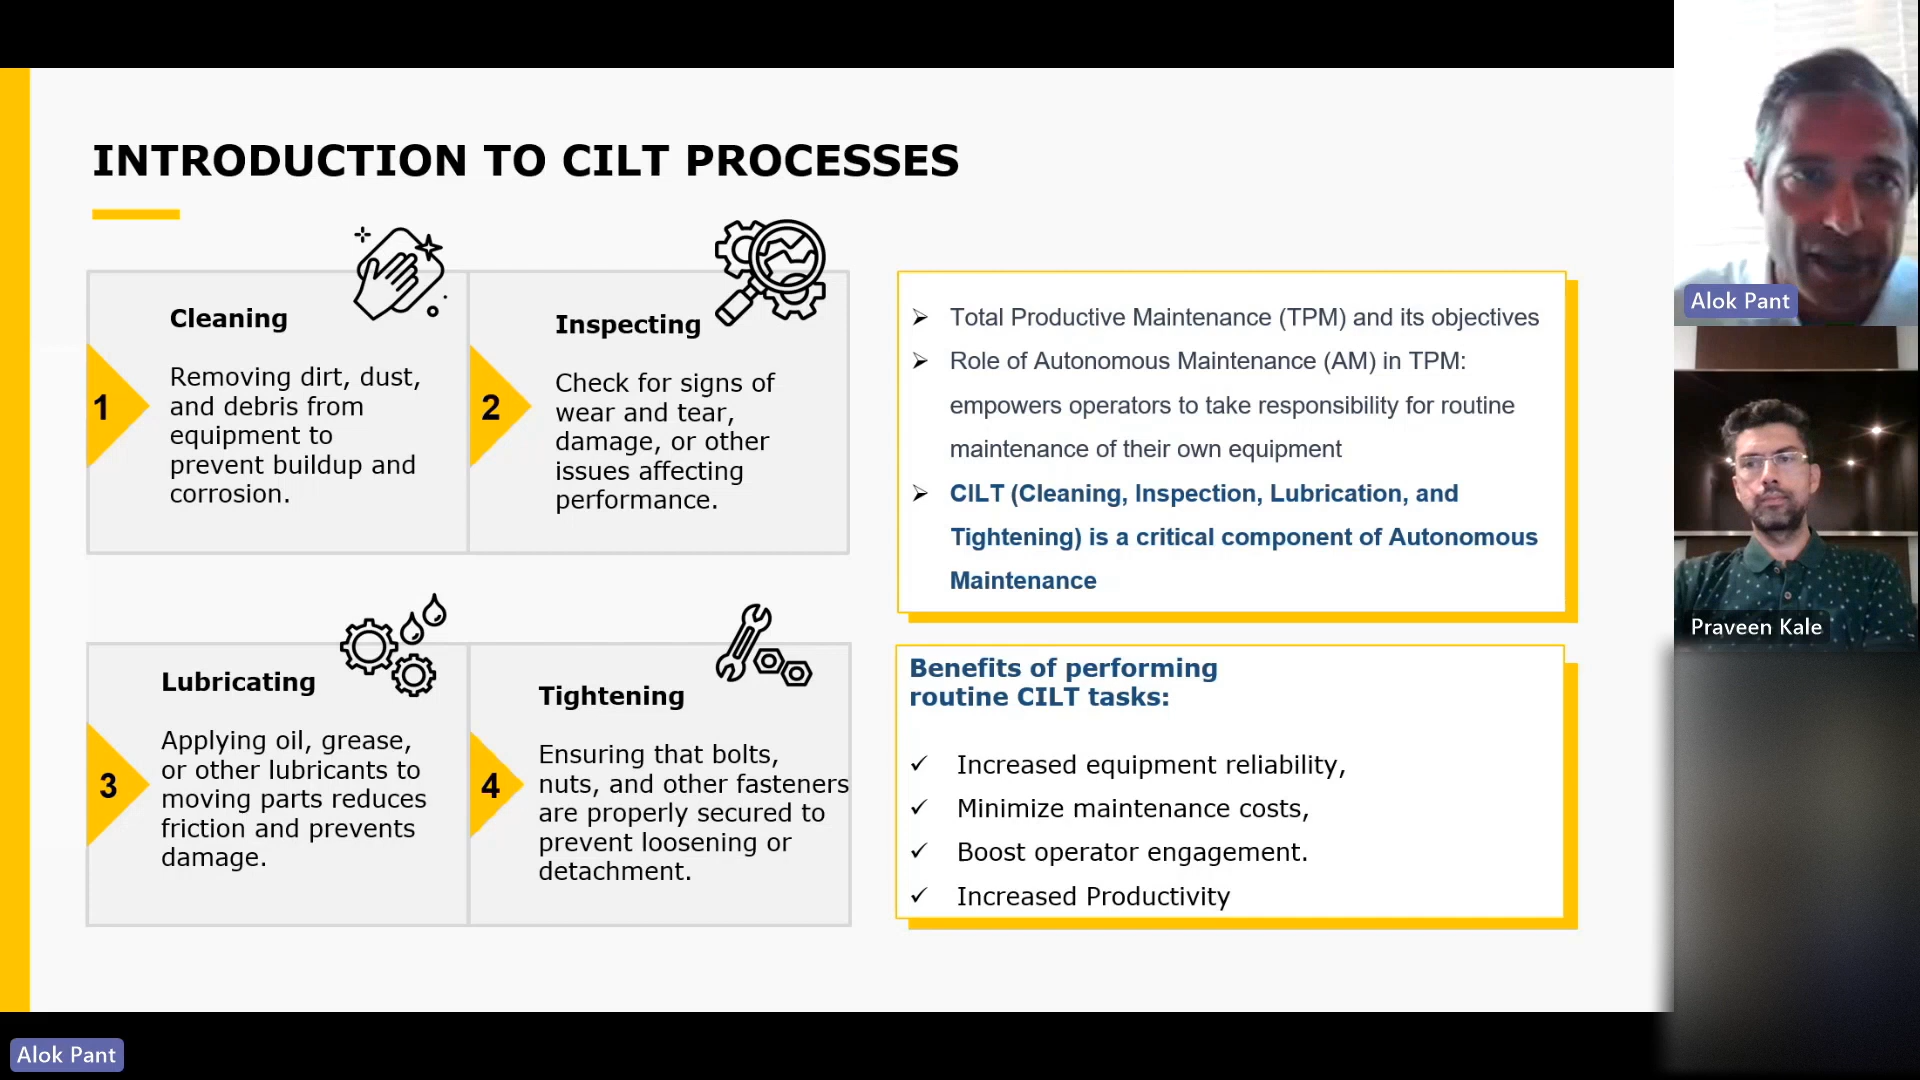 INTRODUCTION TO CILT PROCESSES
1
Cleaning
Removing dirt, dust,
and debris from
equipment to
prevent buildup and
corrosion.
2
Inspecting
Check for signs of
wear and tear,
damage, or other
issues affecting
performance.
3
Lubricating
Applying oil, grease,
or other lubricants to
moving parts reduces
friction and prevents
damage.
4
Tightening
Ensuring that bolts,
nuts, and other fasteners
are properly secured to
prevent loosening or
detachment.
Total Productive Maintenance (TPM) and its objectives
Role of Autonomous Maintenance (AM) in TPM:
empowers operators to take responsibility for routine
maintenance of their own equipment
CILT (Cleaning, Inspection, Lubrication, and
Tightening) is a critical component of Autonomous
Maintenance
Benefits of performing
routine CILT tasks:
Increased equipment reliability,
Minimize maintenance costs,
Boost operator engagement.
Increased Productivity
Alok Pant
Praveen Kale
Alok Pant